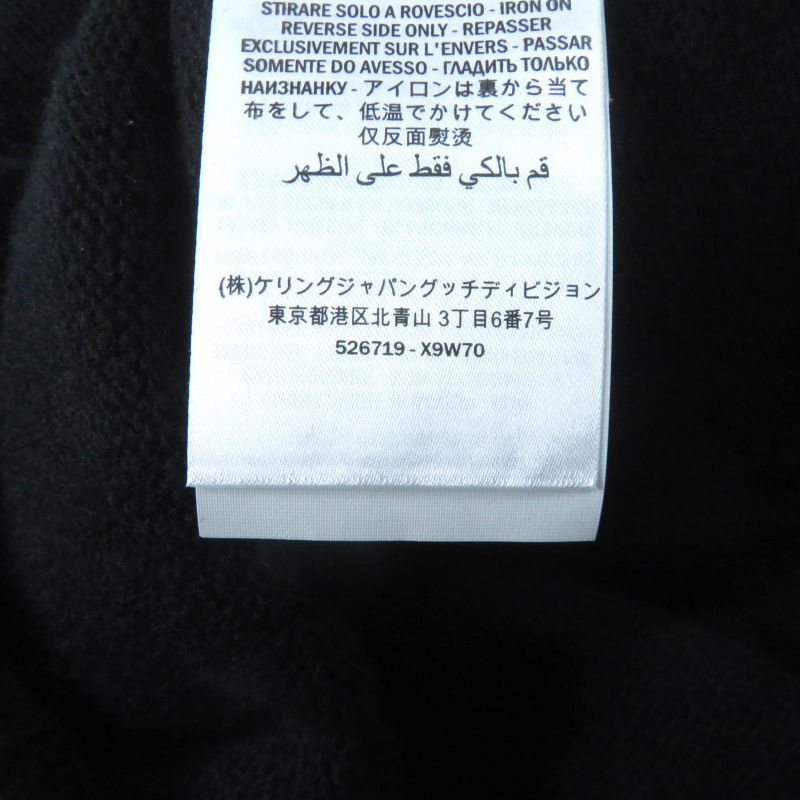 STIRARE SOLO A ROVESCIO - IRON ON
REVERSE SIDE ONLY - REPASSER
EXCLUSIVEMENT SUR L'ENVERS - PASSAR
SOMENTE DO AVESSO - ГЛАДИТЬ ТОЛЬКО
НАИЗНАНКУ - アイロンは裏から当て
布をして、低温でかけてください
仅反面熨烫
قم بالكي فقط على الظهر
(株)ケリングジャパングッチディビジョン
東京都港区北青山 3丁目6番7号
526719 - X9W70